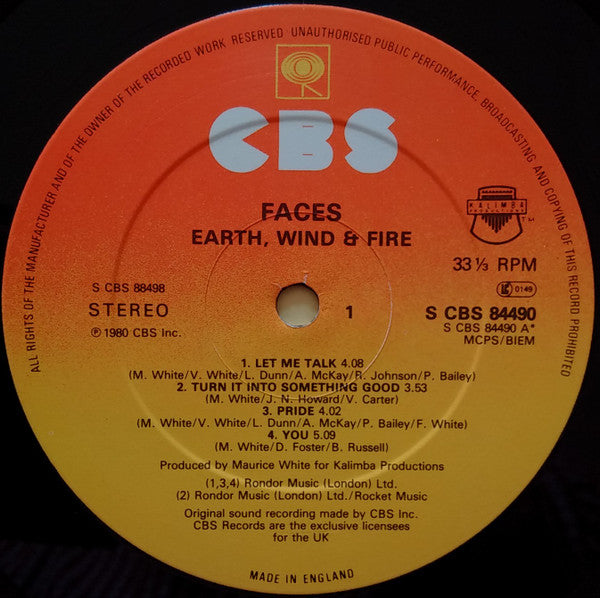 ALL RIGHTS OF THE MANUFACTURER AND OF THE OWNER OF THE RECORDED WORK RESERVED UNAUTHORISED PUBLIC PERFORMANCE, BROADCASTING AND COPYING OF THIS RECORD PROHIBITED
CBS
FACES
EARTH, WIND & FIRE
KALIMBA
PRODUCTIONS
TM
33 ⅓ RPM
S CBS 88498
STEREO
℗ 1980 CBS Inc.
1
LC 0149
S CBS 84490
S CBS 84490 A*
MCPS/BIEM
1. LET ME TALK 4.08
(M. White/V. White/L. Dunn/A. McKay/R. Johnson/P. Bailey)
2. TURN IT INTO SOMETHING GOOD 3.53
(M. White/J. N. Howard/V. Carter)
3. PRIDE 4.02
(M. White/V. White/L. Dunn/A. McKay/P. Bailey/F. White)
4. YOU 5.09
(M. White/D. Foster/B. Russell)
Produced by Maurice White for Kalimba Productions
(1,3,4) Rondor Music (London) Ltd.
(2) Rondor Music (London) Ltd./Rocket Music
Original sound recording made by CBS Inc.
CBS Records are the exclusive licensees
for the UK
MADE IN ENGLAND